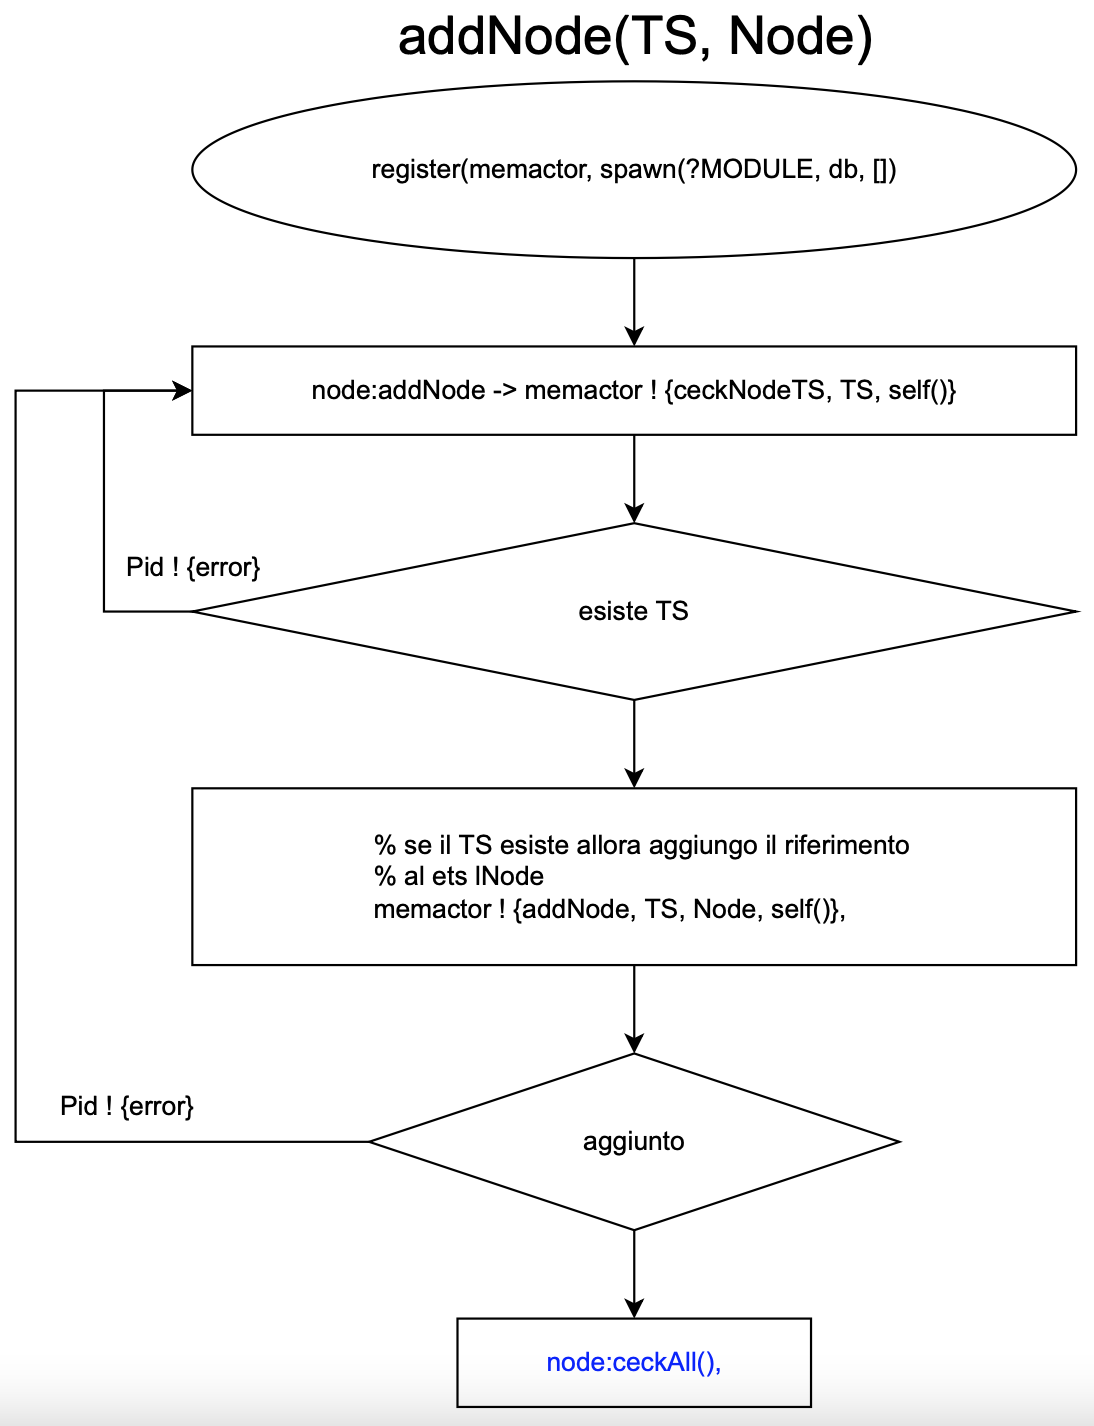 addNode(TS, Node)
register(memactor, spawn(?MODULE, db, [])
node:addNode -> memactor ! {ceckNodeTS, TS, self()}
Pid ! {error}
esiste TS
% se il TS esiste allora aggiungo il riferimento
% al ets lNode
memactor ! {addNode, TS, Node, self()},
Pid ! {error}
aggiunto
node:ceckAll(),